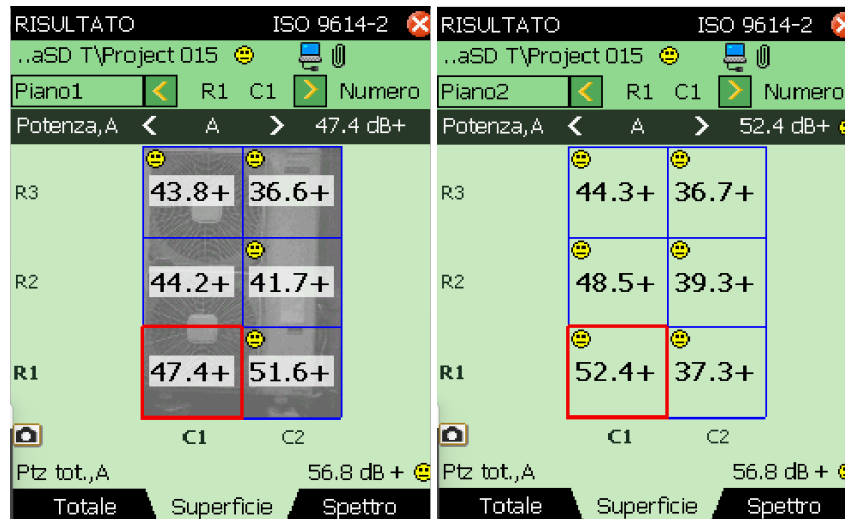 RISULTATO ISO 9614-2
..aSD T\Project 015
Piano1 < R1 C1 > Numero
Potenza,A < A > 47.4 dB+
R3 43.8+ 36.6+
R2 44.2+ 41.7+
R1 47.4+ 51.6+
C1 C2
Ptz tot.,A 56.8 dB +
Totale Superficie Spettro
RISULTATO ISO 9614-2
..aSD T\Project 015
Piano2 < R1 C1 > Numero
Potenza,A < A > 52.4 dB+
R3 44.3+ 36.7+
R2 48.5+ 39.3+
R1 52.4+ 37.3+
C1 C2
Ptz tot.,A 56.8 dB +
Totale Superficie Spettro